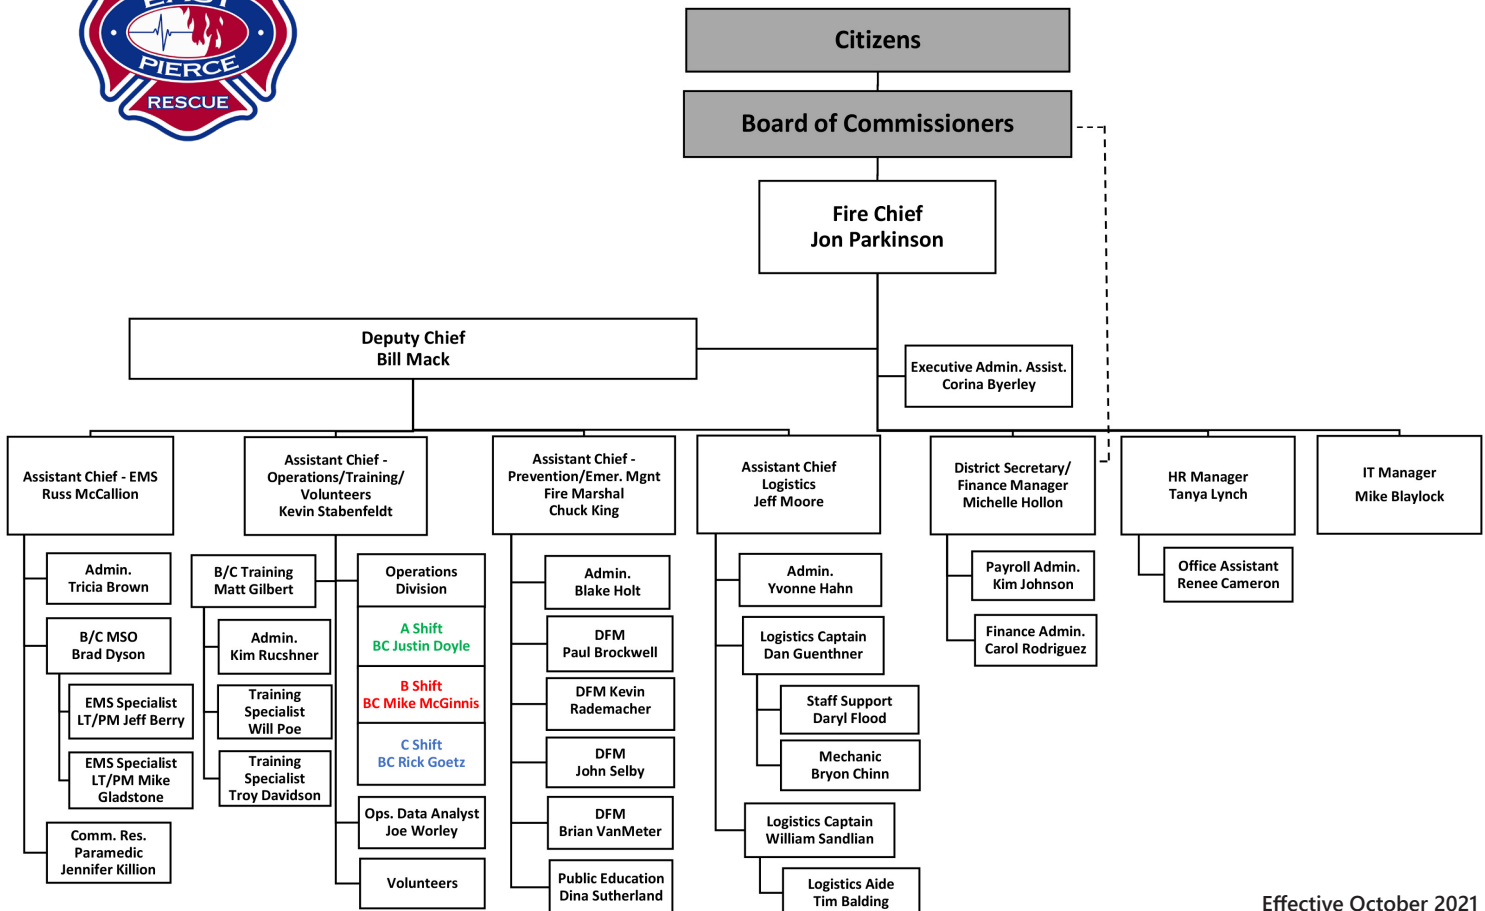 EAST
PIERCE
RESCUE
Citizens
Board of Commissioners
Fire Chief
Jon Parkinson
Deputy Chief
Bill Mack
Executive Admin. Assist.
Corina Byerley
Assistant Chief - EMS
Russ McCallion
Assistant Chief -
Operations/Training/
Volunteers
Kevin Stabenfeldt
Assistant Chief -
Prevention/Emer. Mgnt
Fire Marshal
Chuck King
Assistant Chief
Logistics
Jeff Moore
District Secretary/
Finance Manager
Michelle Hollon
HR Manager
Tanya Lynch
IT Manager
Mike Blaylock
Admin.
Tricia Brown
B/C MSO
Brad Dyson
EMS Specialist
LT/PM Jeff Berry
EMS Specialist
LT/PM Mike
Gladstone
Comm. Res.
Paramedic
Jennifer Killion
B/C Training
Matt Gilbert
Admin.
Kim Rucshner
Training
Specialist
Will Poe
Training
Specialist
Troy Davidson
Operations
Division
A Shift
BC Justin Doyle
B Shift
BC Mike McGinnis
C Shift
BC Rick Goetz
Ops. Data Analyst
Joe Worley
Volunteers
Admin.
Blake Holt
DFM
Paul Brockwell
DFM Kevin
Rademacher
DFM
John Selby
DFM
Brian VanMeter
Public Education
Dina Sutherland
Admin.
Yvonne Hahn
Logistics Captain
Dan Guenthner
Staff Support
Daryl Flood
Mechanic
Bryon Chinn
Logistics Captain
William Sandlian
Logistics Aide
Tim Balding
Payroll Admin.
Kim Johnson
Finance Admin.
Carol Rodriguez
Office Assistant
Renee Cameron
Effective October 2021